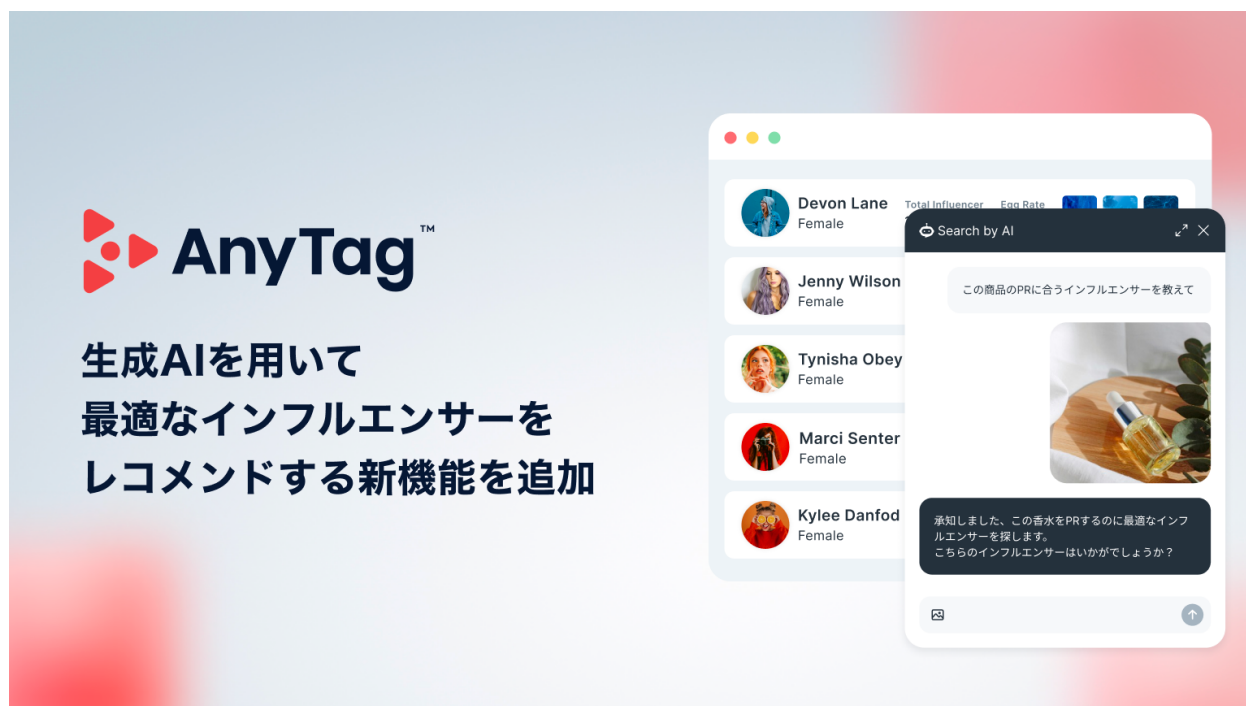 AnyTag™
生成AIを用いて
最適なインフルエンサーを
レコメンドする新機能を追加
Devon Lane
Female
Total Influencer
Egg Rate
Jenny Wilson
Female
Tynisha Obey
Female
Marci Senter
Female
Kylee Danfod
Female
Search by AI
この商品のPRに合うインフルエンサーを教えて
承知しました、この香水をPRするのに最適なインフ
ルエンサーを探します。
こちらのインフルエンサーはいかがでしょうか？